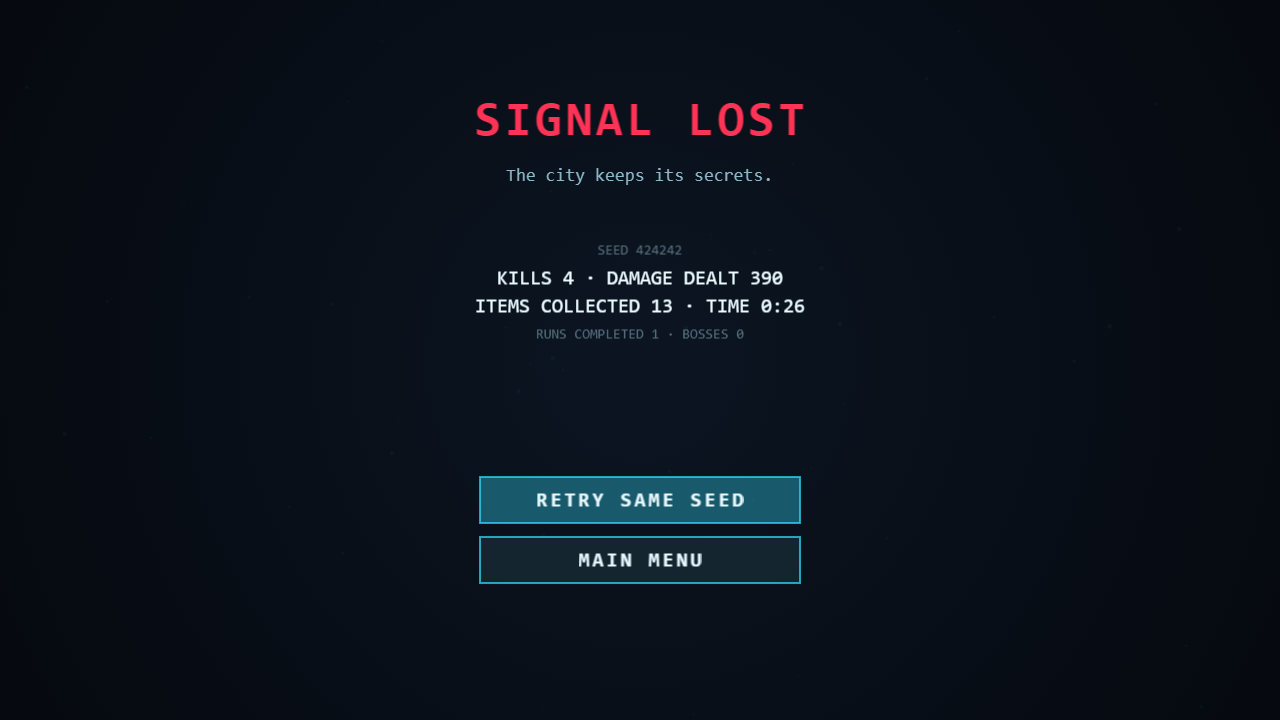 SIGNAL LOST
The city keeps its secrets.
SEED 424242
KILLS 4 · DAMAGE DEALT 390
ITEMS COLLECTED 13 · TIME 0:26
RUNS COMPLETED 1 · BOSSES 0
RETRY SAME SEED
MAIN MENU